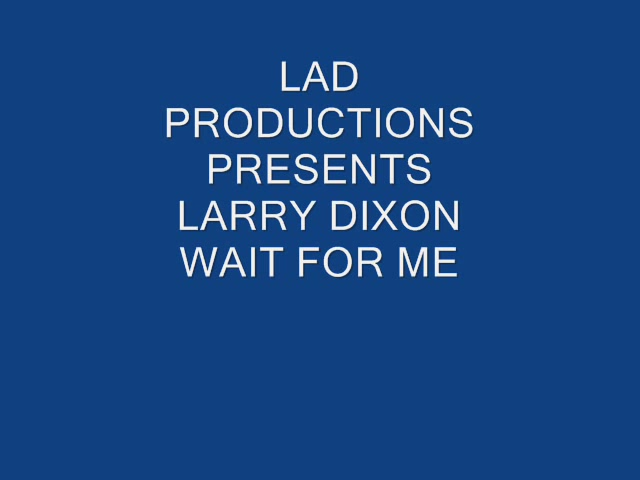 LAD
PRODUCTIONS
PRESENTS
LARRY DIXON
WAIT FOR ME